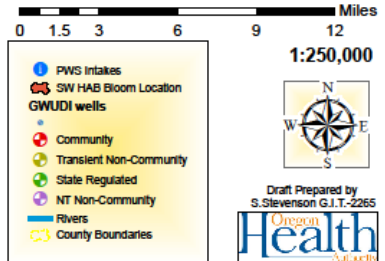 Miles
0 1.5 3 6 9 12
1:250,000
PWS Intakes
SW HAB Bloom Location
GWUDI wells
Community
Transient Non-Community
State Regulated
NT Non-Community
Rivers
County Boundaries
N
W E
S
Draft Prepared by
S.Stevenson G.I.T.-2265
Oregon
Health
Authority